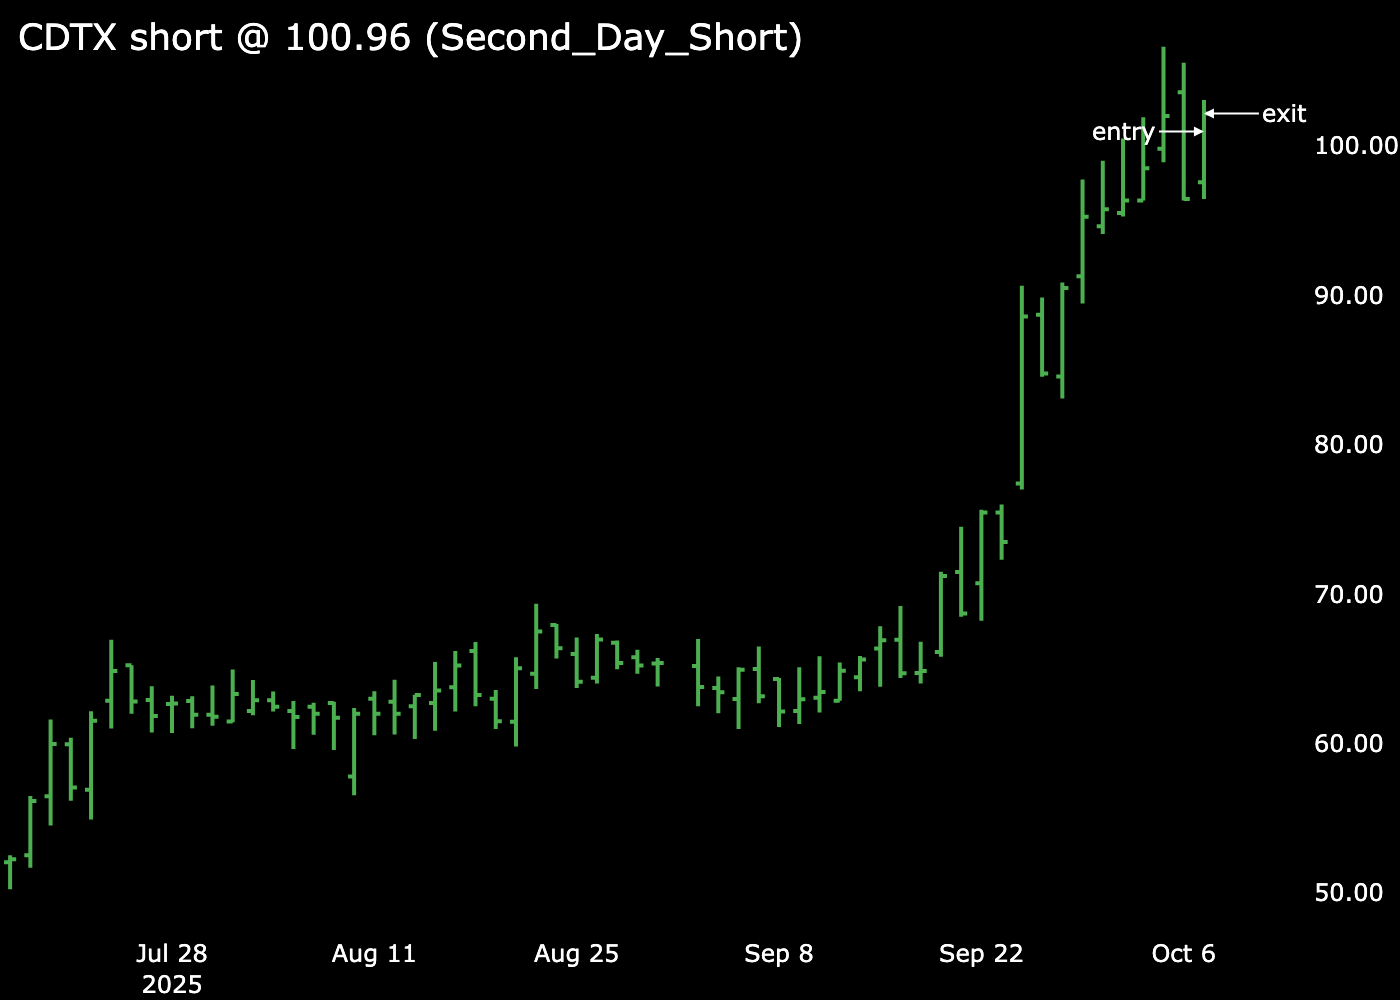 CDTX short @ 100.96 (Second_Day_Short)
exit
entry
100.00
90.00
80.00
70.00
60.00
50.00
Jul 28
2025
Aug 11
Aug 25
Sep 8
Sep 22
Oct 6